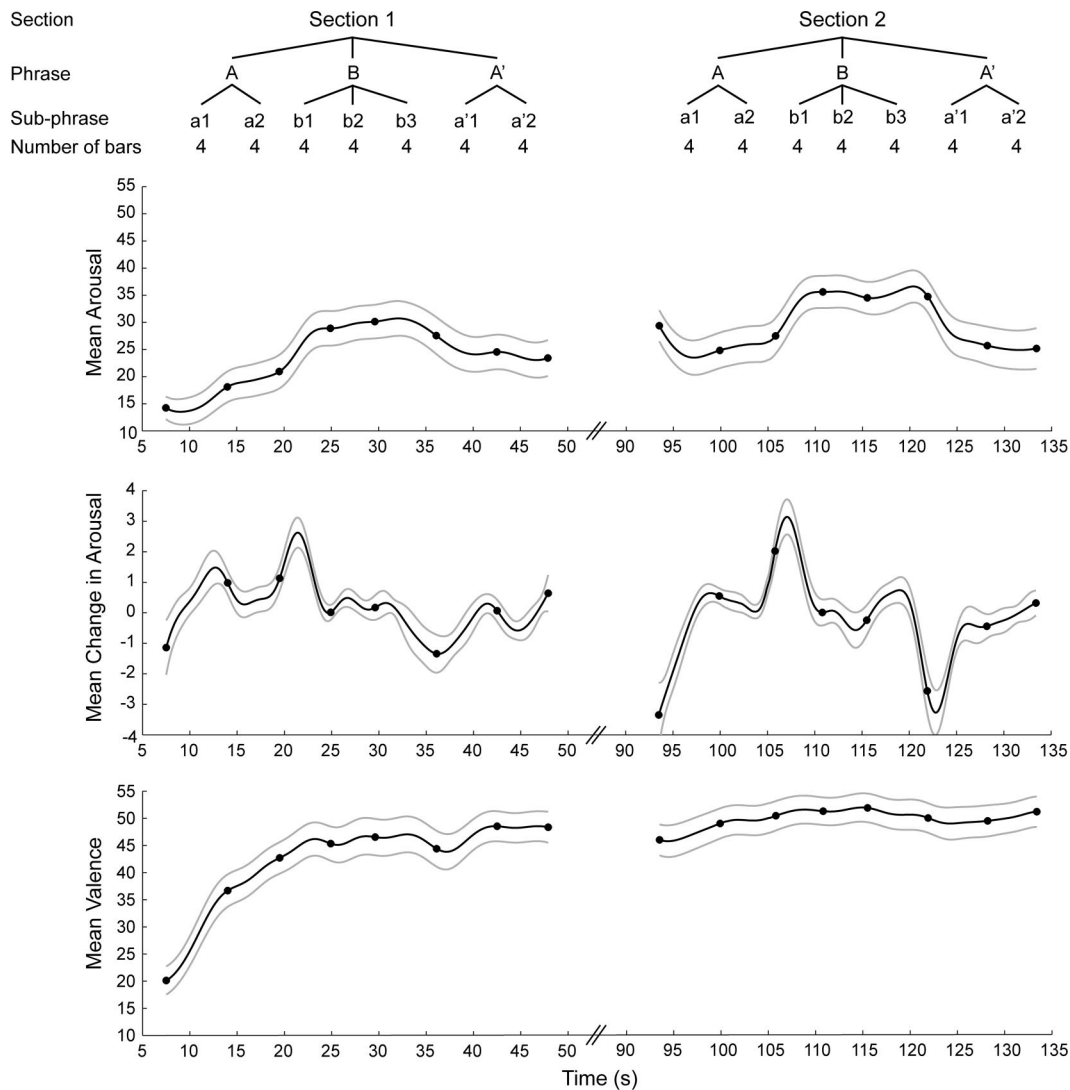 Section Section 1 Section 2
Phrase A B A’ A B A’
Sub-phrase a1 a2 b1 b2 b3 a’1 a’2 a1 a2 b1 b2 b3 a’1 a’2
Number of bars 4 4 4 4 4 4 4 4 4 4 4 4 4 4
Mean Arousal
55
50
45
40
35
30
25
20
15
10
5 10 15 20 25 30 35 40 45 50 // 90 95 100 105 110 115 120 125 130 135
Mean Change in Arousal
4
3
2
1
0
-1
-2
-3
-4
5 10 15 20 25 30 35 40 45 50 // 90 95 100 105 110 115 120 125 130 135
Mean Valence
55
50
45
40
35
30
25
20
15
10
5 10 15 20 25 30 35 40 45 50 // 90 95 100 105 110 115 120 125 130 135
Time (s)